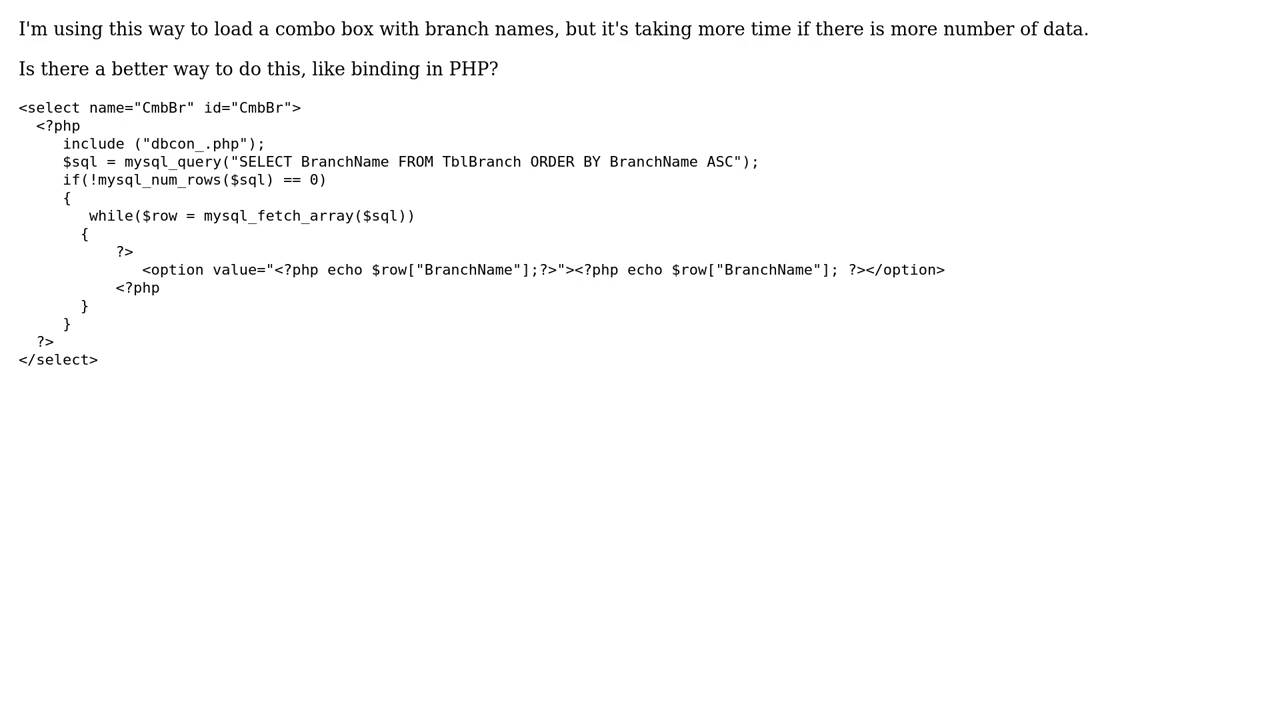 I'm using this way to load a combo box with branch names, but it's taking more time if there is more number of data.
Is there a better way to do this, like binding in PHP?
<select name="CmbBr" id="CmbBr">
  <?php
     include ("dbcon_.php");
     $sql = mysql_query("SELECT BranchName FROM TblBranch ORDER BY BranchName ASC");
     if(!mysql_num_rows($sql) == 0)
     {
        while($row = mysql_fetch_array($sql))
       {
           ?>
              <option value="<?php echo $row["BranchName"];?>"><?php echo $row["BranchName"]; ?></option>
           <?php
       }
     }
  ?>
</select>